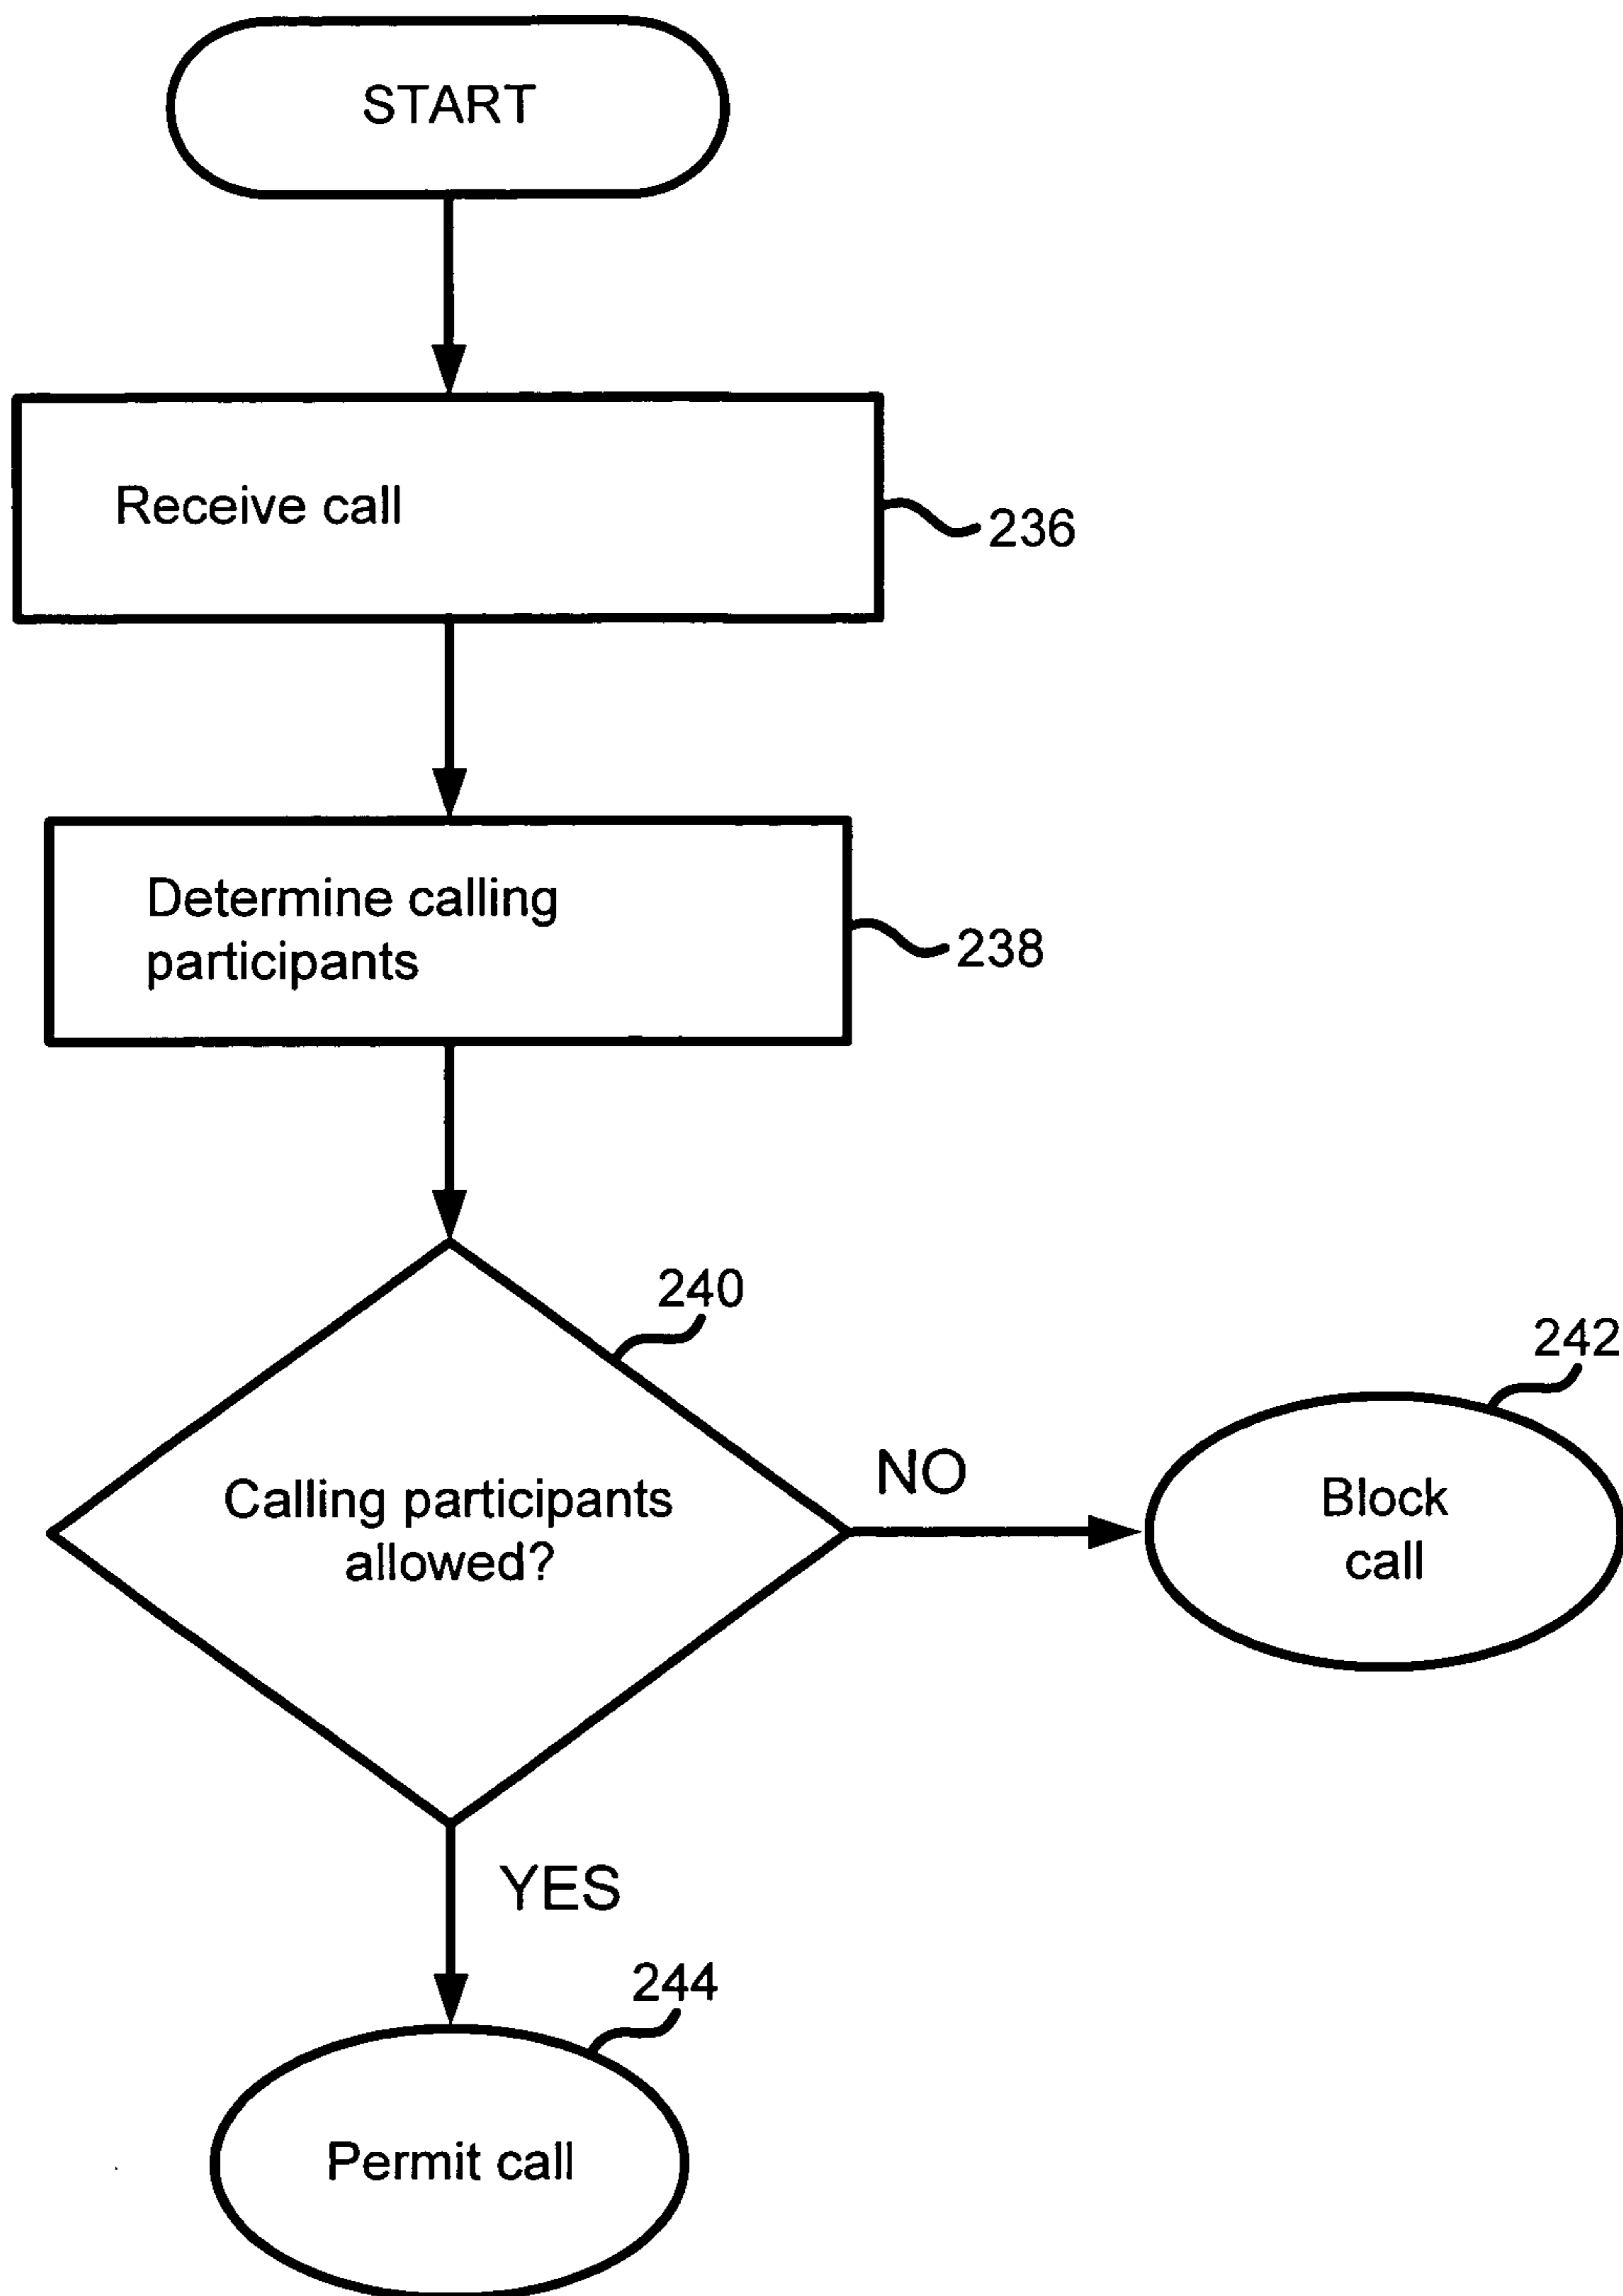 START
Receive call
236
Determine calling
participants
238
240
Calling participants
allowed?
NO
242
Block
call
YES
244
Permit call